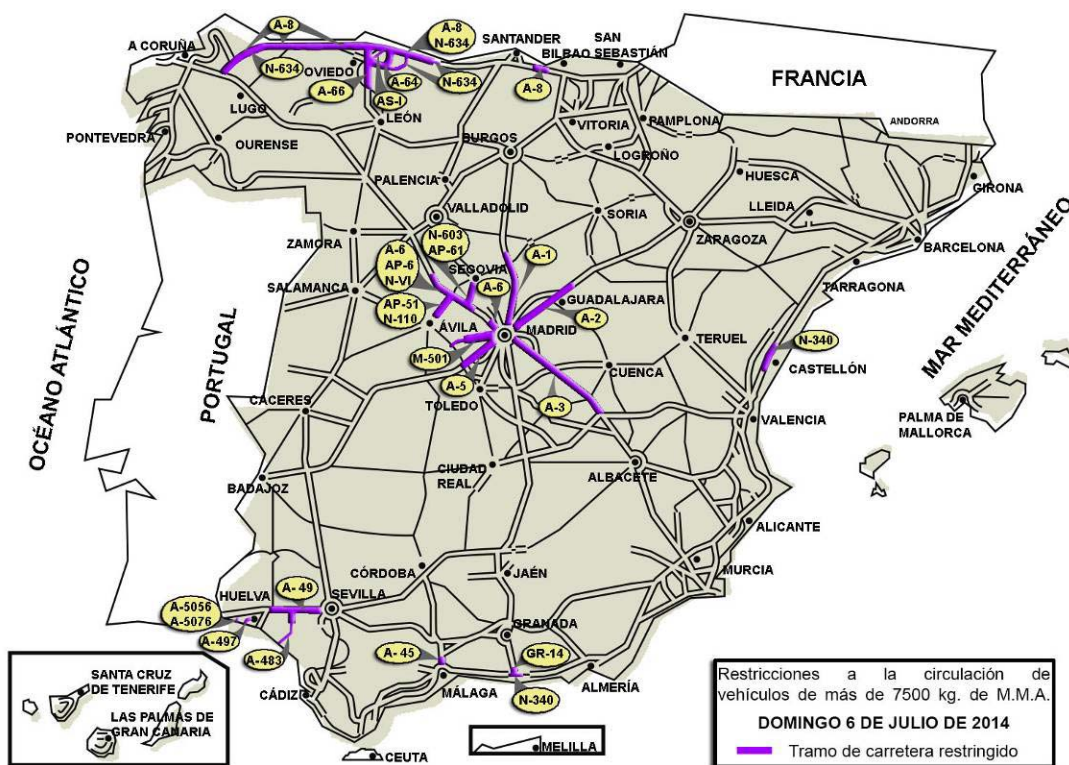 A-8
A-8
N-634
A CORUÑA
SANTANDER
SAN
SEBASTIÁN
BILBAO
N-634
OVIEDO
A-64
N-634
A-8
FRANCIA
A-66
AS-I
LUGO
LEÓN
PONTEVEDRA
OURENSE
BURGOS
VITORIA
PAMPLONA
ANDORRA
LOGROÑO
PALENCIA
HUESCA
GIRONA
VALLADOLID
SORIA
LLEIDA
ZAMORA
N-603
AP-61
ZARAGOZA
BARCELONA
A-6
AP-6
N-VI
SEGOVIA
A-1
TARRAGONA
SALAMANCA
A-6
GUADALAJARA
AP-51
N-110
A-2
ÁVILA
MADRID
TERUEL
N-340
M-501
CASTELLÓN
CUENCA
A-5
TOLEDO
A-3
CÁCERES
VALENCIA
PALMA DE
MALLORCA
CIUDAD
REAL
ALBACETE
BADAJOZ
ALICANTE
MURCIA
CÓRDOBA
JAÉN
HUELVA
A-49
SEVILLA
A-5056
A-5076
GRANADA
A-497
A-483
A-45
GR-14
CÁDIZ
MÁLAGA
N-340
ALMERÍA
OCÉANO ATLÁNTICO
PORTUGAL
MAR MEDITERRÁNEO
SANTA CRUZ
DE TENERIFE
LAS PALMAS DE
GRAN CANARIA
CEUTA
MELILLA
Restricciones a la circulación de
vehículos de más de 7500 kg. de M.M.A.
DOMINGO 6 DE JULIO DE 2014
Tramo de carretera restringido